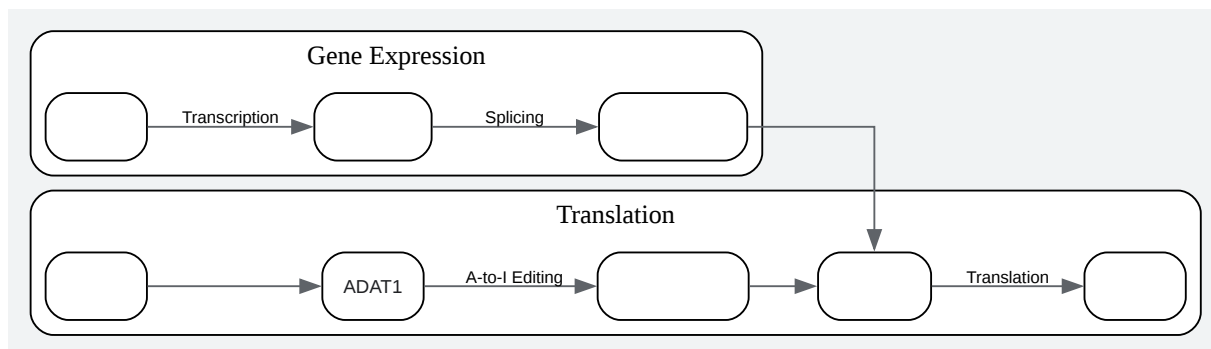 Gene Expression
Transcription
Splicing
Translation
ADAT1
A-to-I Editing
Translation